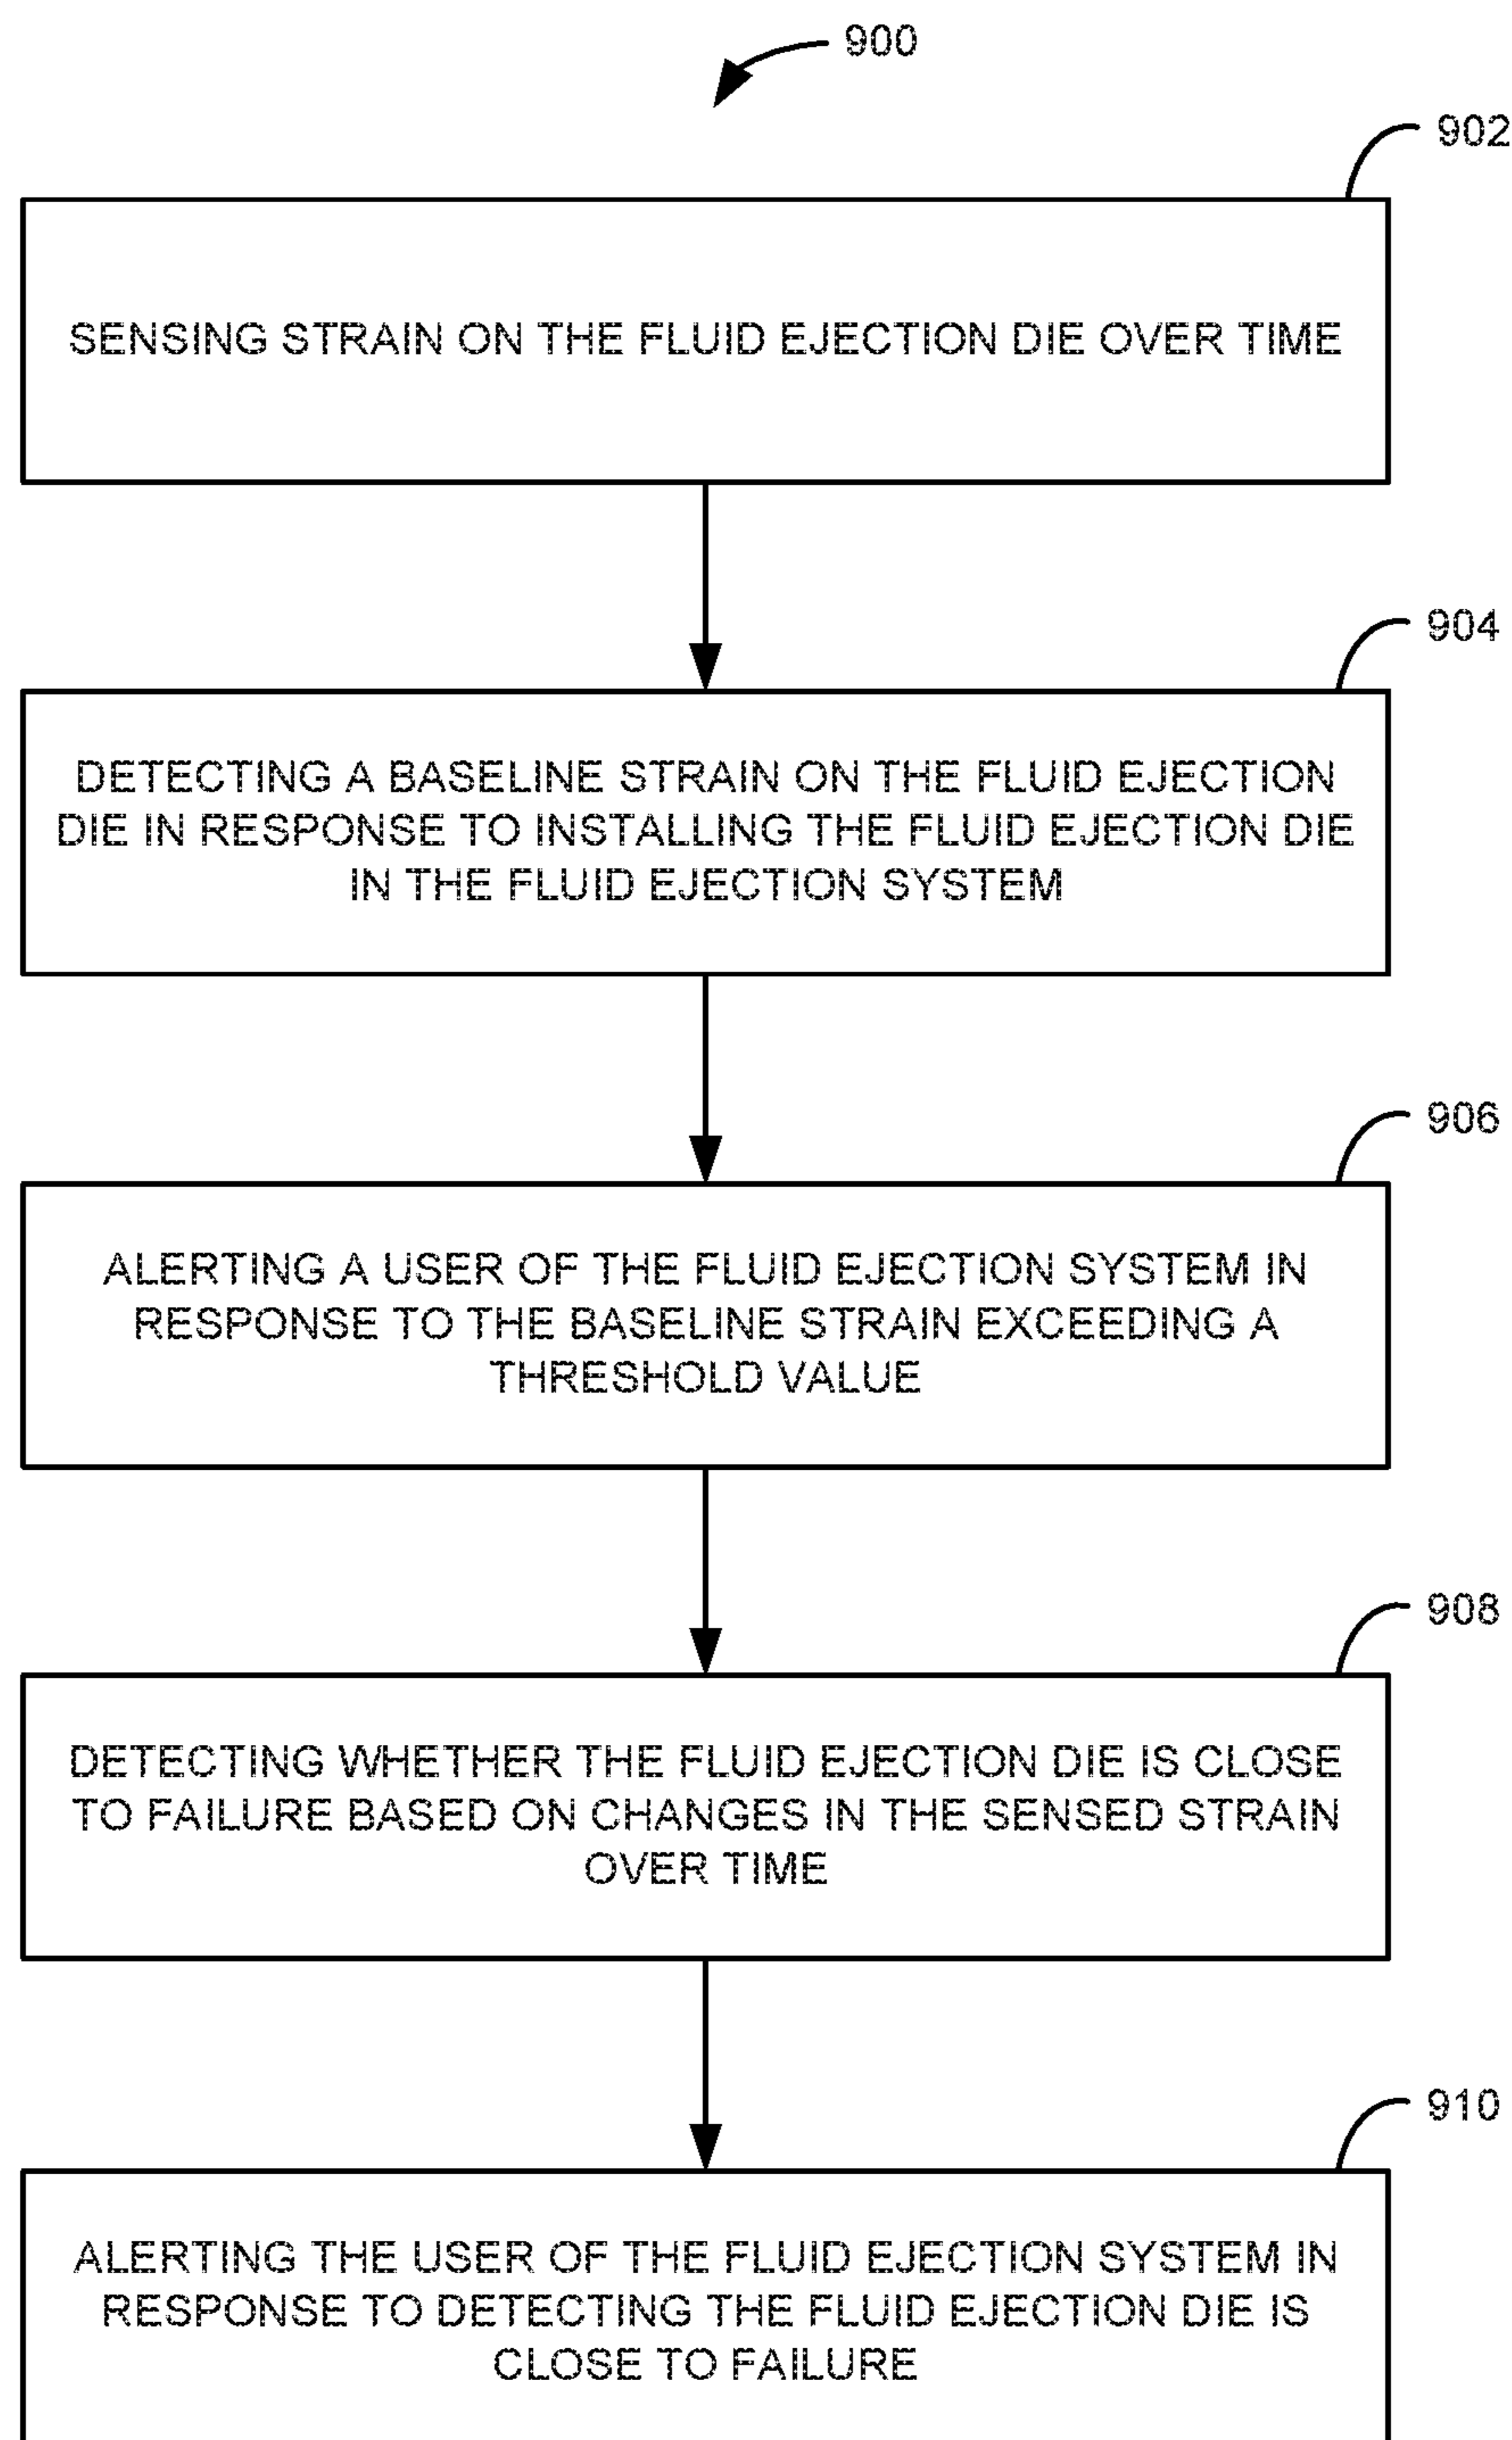 900
902
SENSING STRAIN ON THE FLUID EJECTION DIE OVER TIME
904
DETECTING A BASELINE STRAIN ON THE FLUID EJECTION
DIE IN RESPONSE TO INSTALLING THE FLUID EJECTION DIE
IN THE FLUID EJECTION SYSTEM
906
ALERTING A USER OF THE FLUID EJECTION SYSTEM IN
RESPONSE TO THE BASELINE STRAIN EXCEEDING A
THRESHOLD VALUE
908
DETECTING WHETHER THE FLUID EJECTION DIE IS CLOSE
TO FAILURE BASED ON CHANGES IN THE SENSED STRAIN
OVER TIME
910
ALERTING THE USER OF THE FLUID EJECTION SYSTEM IN
RESPONSE TO DETECTING THE FLUID EJECTION DIE IS
CLOSE TO FAILURE